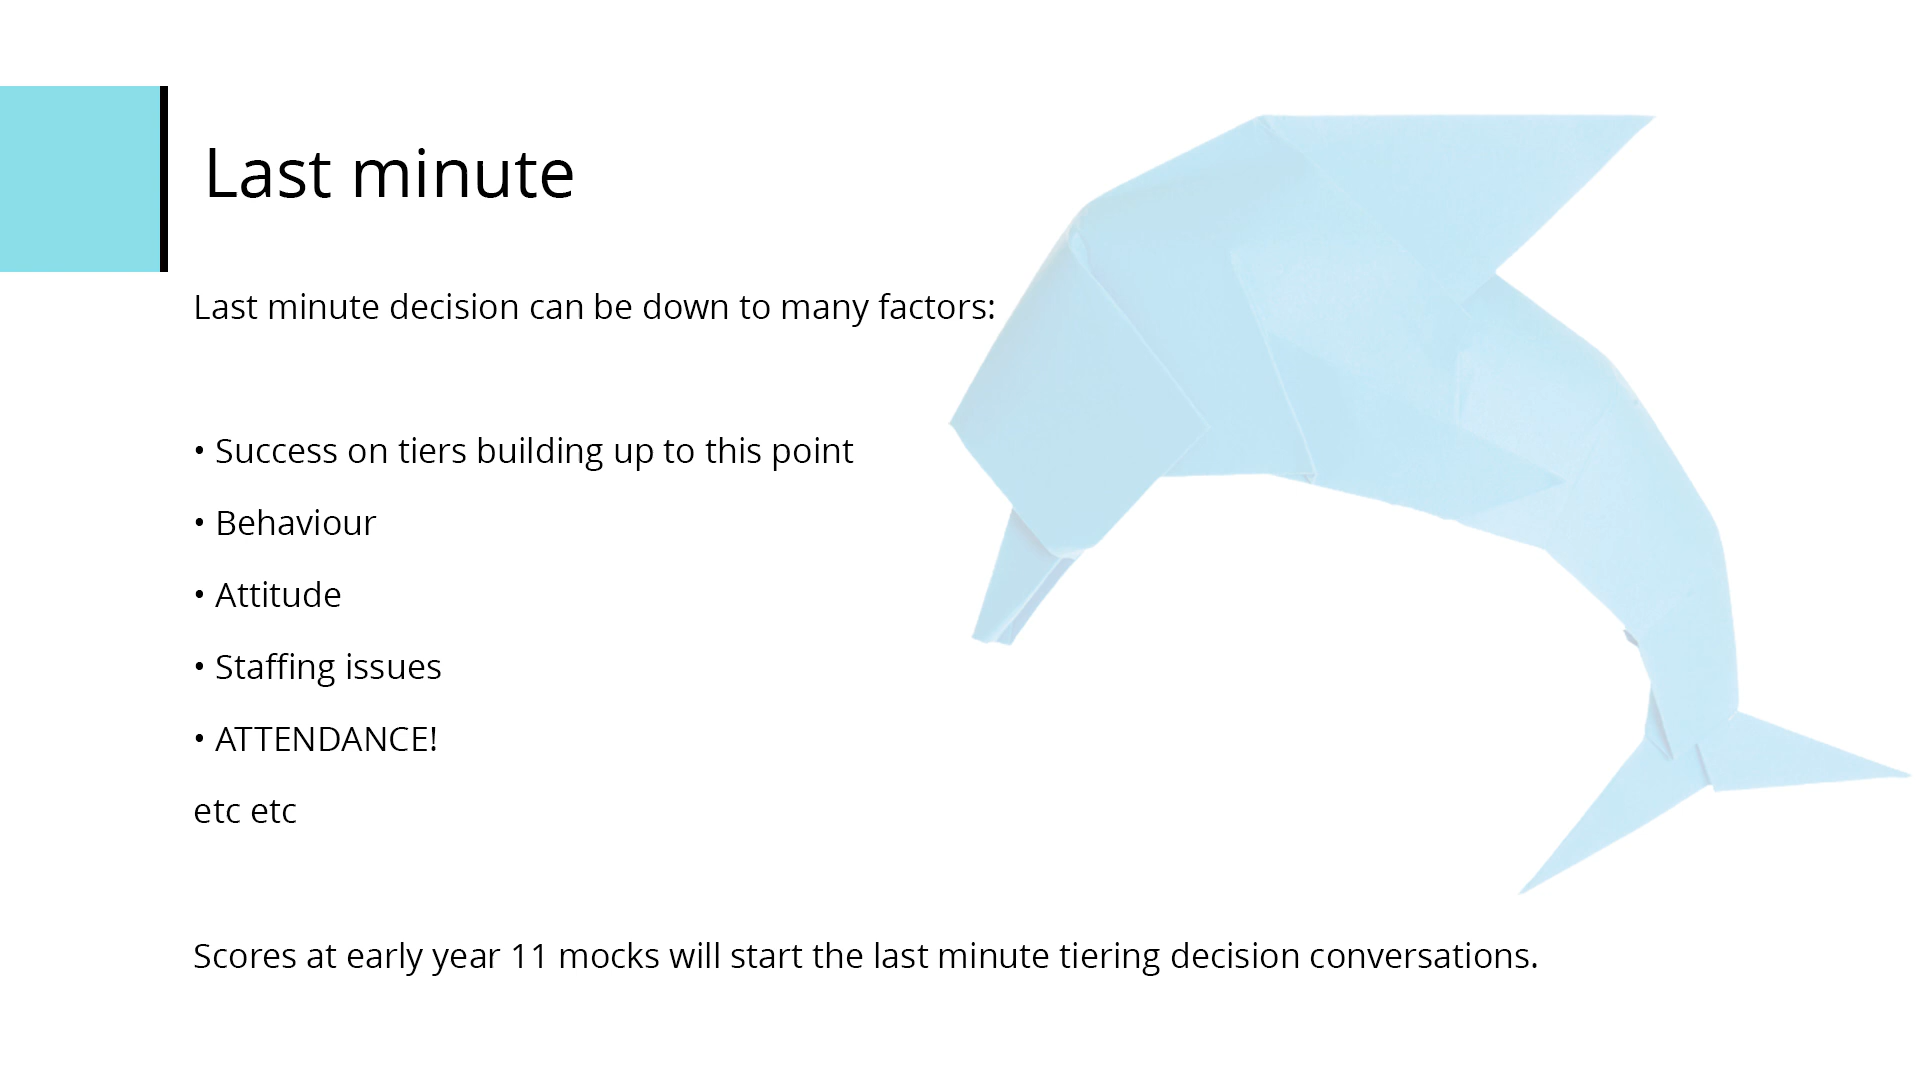 Last minute
Last minute decision can be down to many factors:
• Success on tiers building up to this point
• Behaviour
• Attitude
• Staffing issues
• ATTENDANCE!
etc etc
Scores at early year 11 mocks will start the last minute tiering decision conversations.